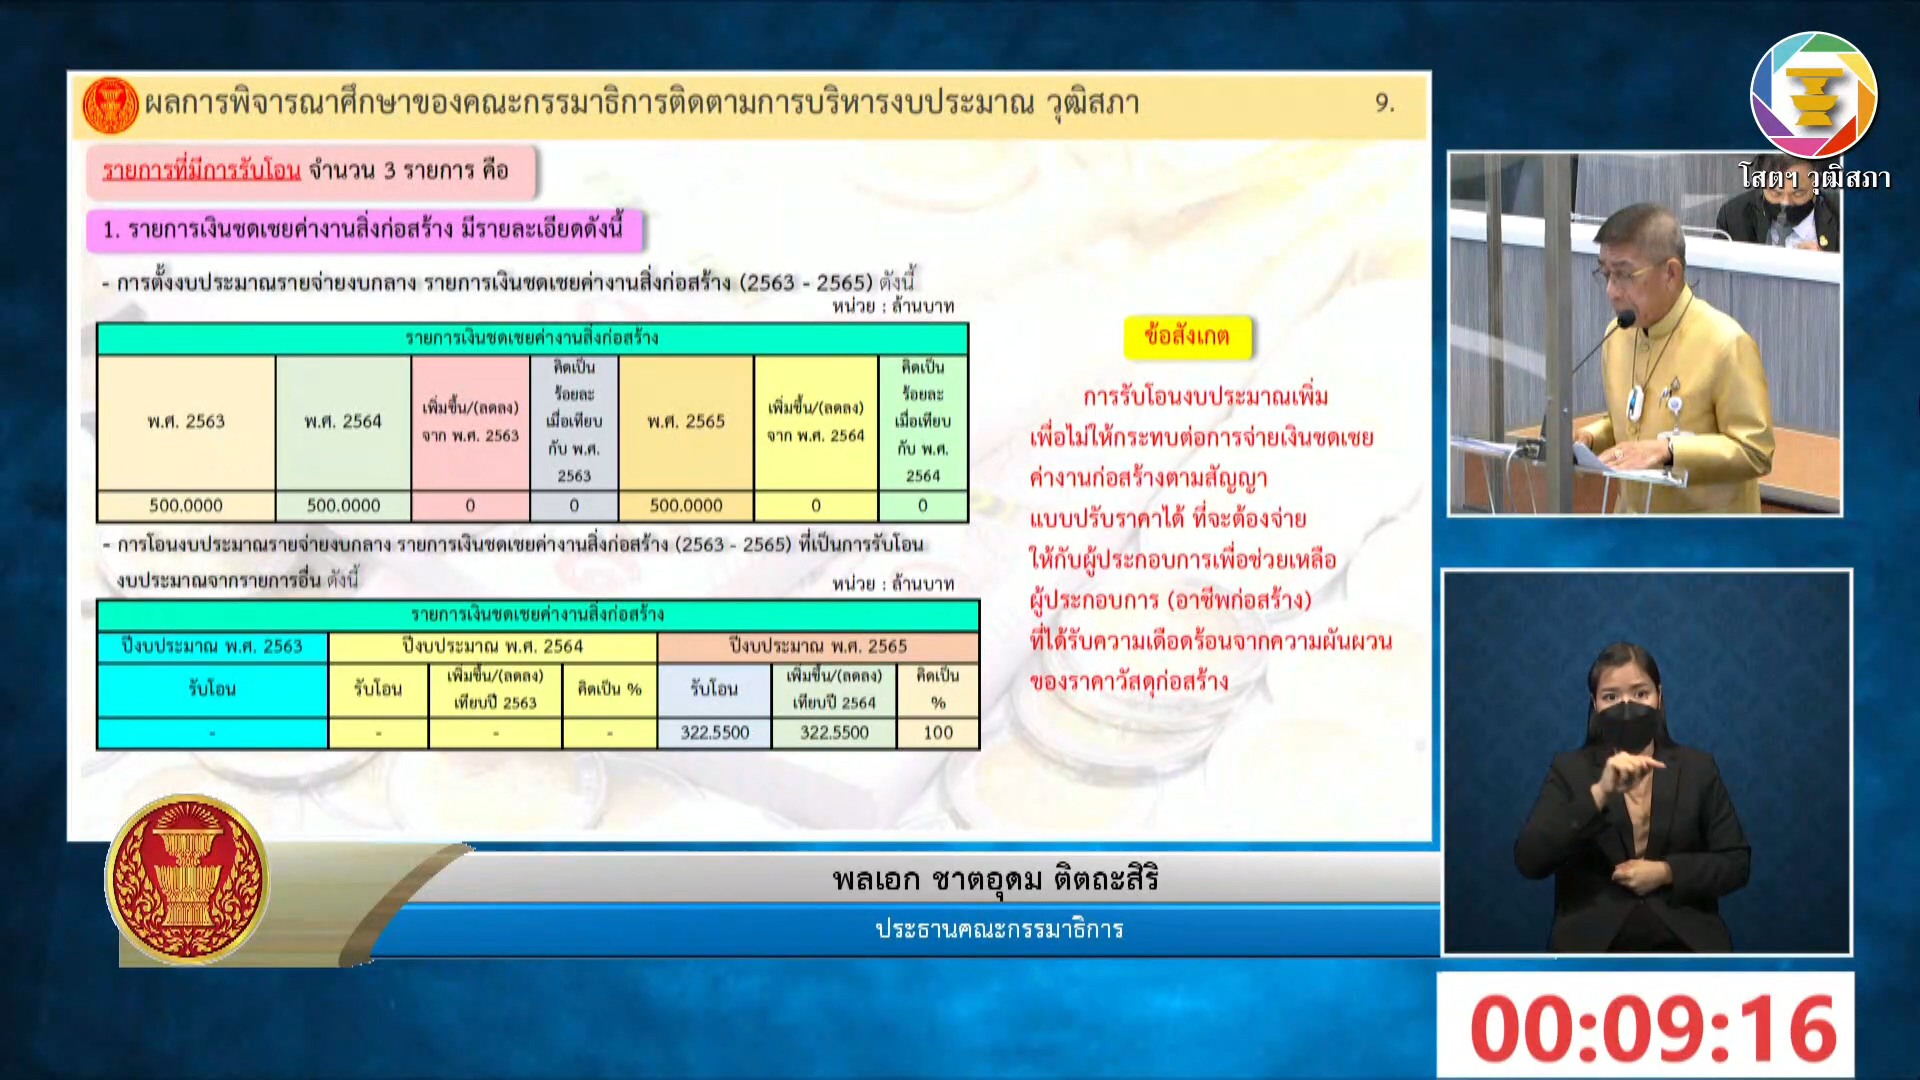 ผลการพิจารณาศึกษาของคณะกรรมาธิการติดตามการบริหารงบประมาณ วุฒิสภา
9.
โสตฯ วุฒิสภา
รายการที่มีการรับโอน จำนวน 3 รายการ คือ
1. รายการเงินชดเชยค่างานสิ่งก่อสร้าง มีรายละเอียดดังนี้
- การตั้งงบประมาณรายจ่ายงบกลาง รายการเงินชดเชยค่างานสิ่งก่อสร้าง (2563 - 2565) ดังนี้
หน่วย : ล้านบาท
รายการเงินชดเชยค่างานสิ่งก่อสร้าง
พ.ศ. 2563
พ.ศ. 2564
เพิ่มขึ้น/(ลดลง)
จาก พ.ศ. 2563
คิดเป็น
ร้อยละ
เมื่อเทียบ
กับ พ.ศ.
2563
พ.ศ. 2565
เพิ่มขึ้น/(ลดลง)
จาก พ.ศ. 2564
คิดเป็น
ร้อยละ
เมื่อเทียบ
กับ พ.ศ.
2564
500.0000 500.0000 0 0 500.0000 0 0
- การโอนงบประมาณรายจ่ายงบกลาง รายการเงินชดเชยค่างานสิ่งก่อสร้าง (2563 - 2565) ที่เป็นการรับโอน
งบประมาณจากรายการอื่น ดังนี้
หน่วย : ล้านบาท
รายการเงินชดเชยค่างานสิ่งก่อสร้าง
ปีงบประมาณ พ.ศ. 2563 ปีงบประมาณ พ.ศ. 2564 ปีงบประมาณ พ.ศ. 2565
รับโอน
รับโอน
เพิ่มขึ้น/(ลดลง)
เทียบปี 2563
คิดเป็น %
รับโอน
เพิ่มขึ้น/(ลดลง)
เทียบปี 2564
คิดเป็น
%
- - - - 322.5500 322.5500 100
ข้อสังเกต
การรับโอนงบประมาณเพิ่ม
เพื่อไม่ให้กระทบต่อการจ่ายเงินชดเชย
ค่างานก่อสร้างตามสัญญา
แบบปรับราคาได้ ที่จะต้องจ่าย
ให้กับผู้ประกอบการเพื่อช่วยเหลือ
ผู้ประกอบการ (อาชีพก่อสร้าง)
ที่ได้รับความเดือดร้อนจากความผันผวน
ของราคาวัสดุก่อสร้าง
พลเอก ชาตอุดม ติตถะสิริ
ประธานคณะกรรมาธิการ
00:09:16